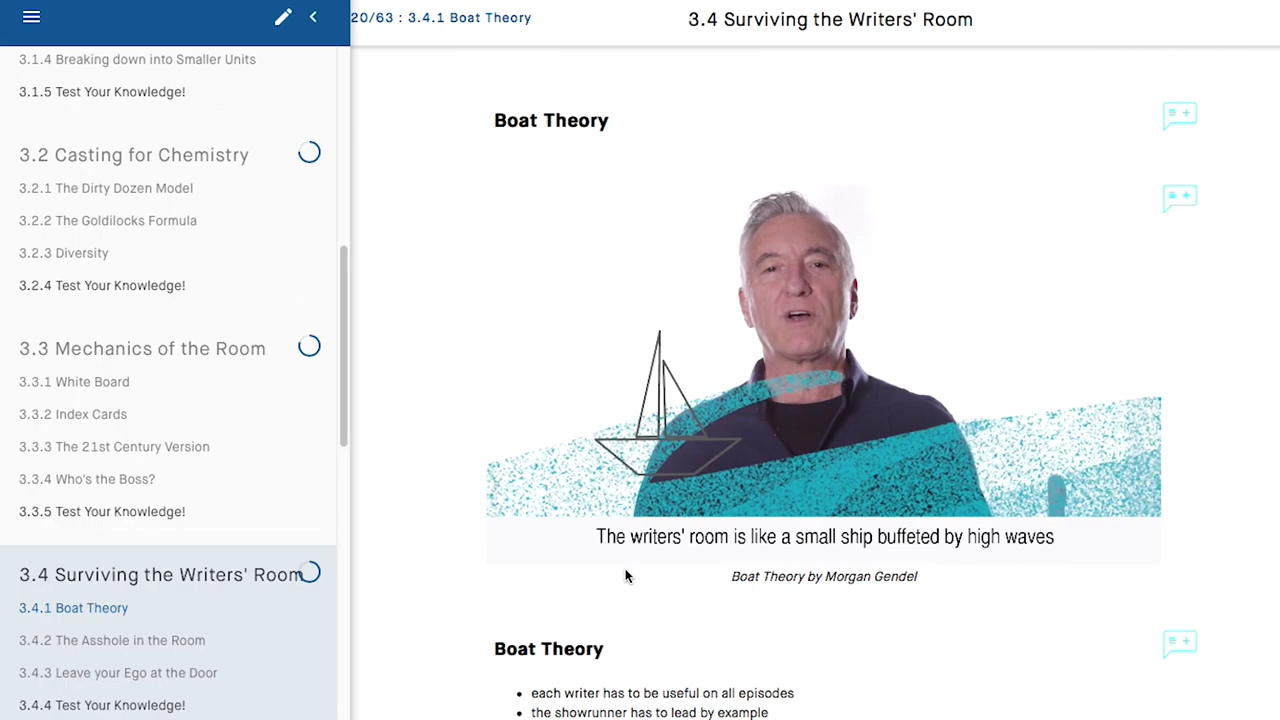 20/63 : 3.4.1 Boat Theory
3.4 Surviving the Writers' Room
3.1.4 Breaking down into Smaller Units
3.1.5 Test Your Knowledge!
3.2 Casting for Chemistry
3.2.1 The Dirty Dozen Model
3.2.2 The Goldilocks Formula
3.2.3 Diversity
3.2.4 Test Your Knowledge!
3.3 Mechanics of the Room
3.3.1 White Board
3.3.2 Index Cards
3.3.3 The 21st Century Version
3.3.4 Who's the Boss?
3.3.5 Test Your Knowledge!
3.4 Surviving the Writers' Room
3.4.1 Boat Theory
3.4.2 The Asshole in the Room
3.4.3 Leave your Ego at the Door
3.4.4 Test Your Knowledge!
Boat Theory
The writers' room is like a small ship buffeted by high waves
Boat Theory by Morgan Gendel
Boat Theory
• each writer has to be useful on all episodes
• the showrunner has to lead by example